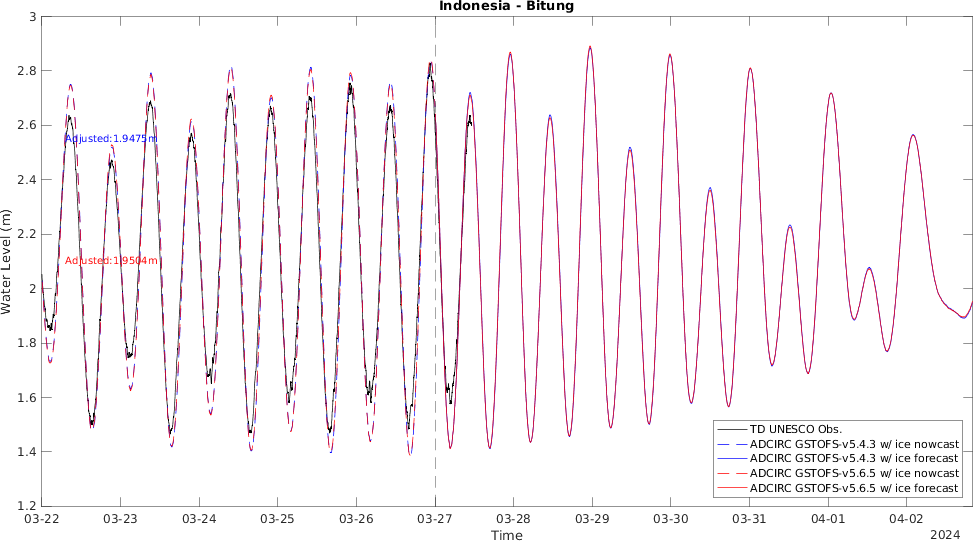 Indonesia - Bitung
3
2.8
2.6
2.4
2.2
2
1.8
1.6
1.4
1.2
Water Level (m)
Adjusted:1.9475m
Adjusted:1.9504m
TD UNESCO Obs.
ADCIRC GSTOFS-v5.4.3 w/ ice nowcast
ADCIRC GSTOFS-v5.4.3 w/ ice forecast
ADCIRC GSTOFS-v5.6.5 w/ ice nowcast
ADCIRC GSTOFS-v5.6.5 w/ ice forecast
03-22 03-23 03-24 03-25 03-26 03-27 03-28 03-29 03-30 03-31 04-01 04-02
Time
2024